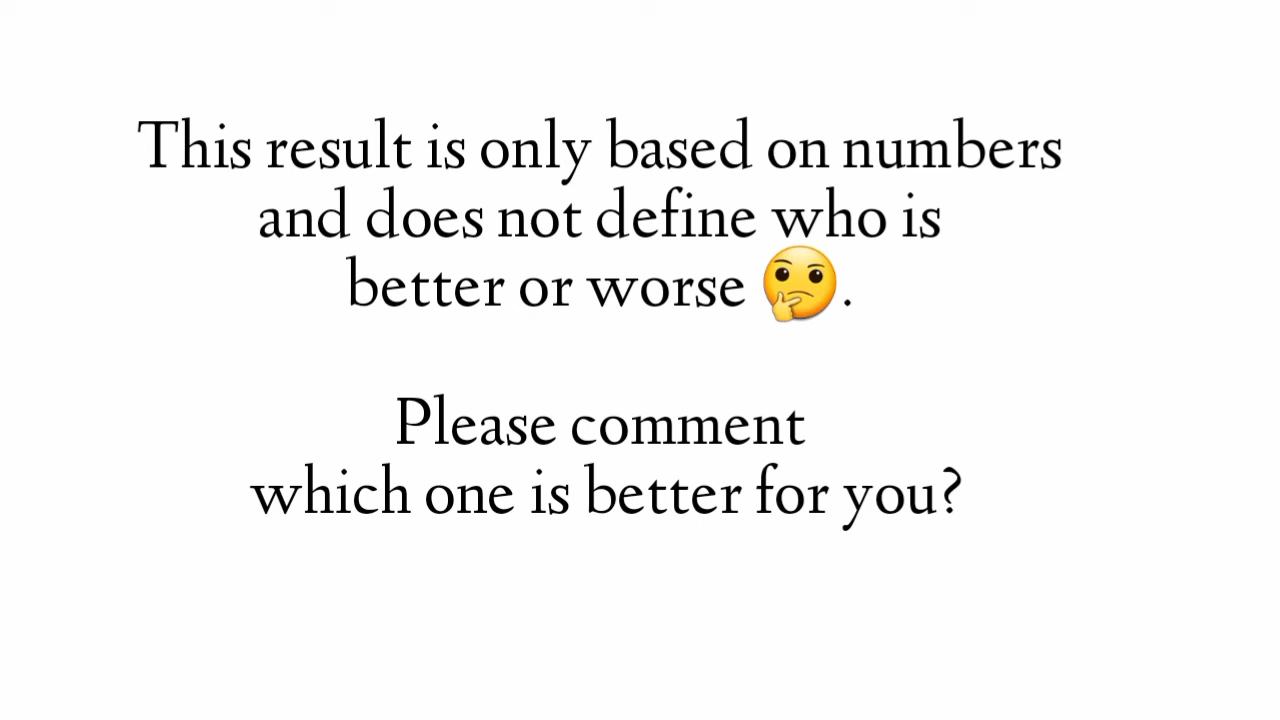 This result is only based on numbers
and does not define who is
better or worse 🤔.
Please comment
which one is better for you?